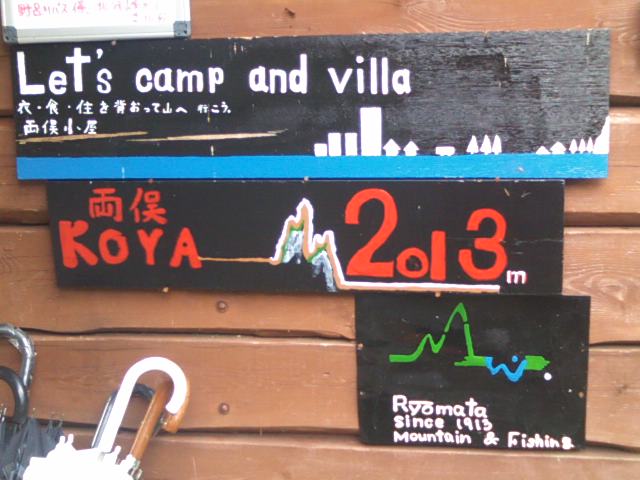 Let's camp and villa
衣・食・住を背おって山へ 行こう。
両俣小屋
両俣
KOYA 2013m
Ryomata
Since 1913
Mountain & Fishing